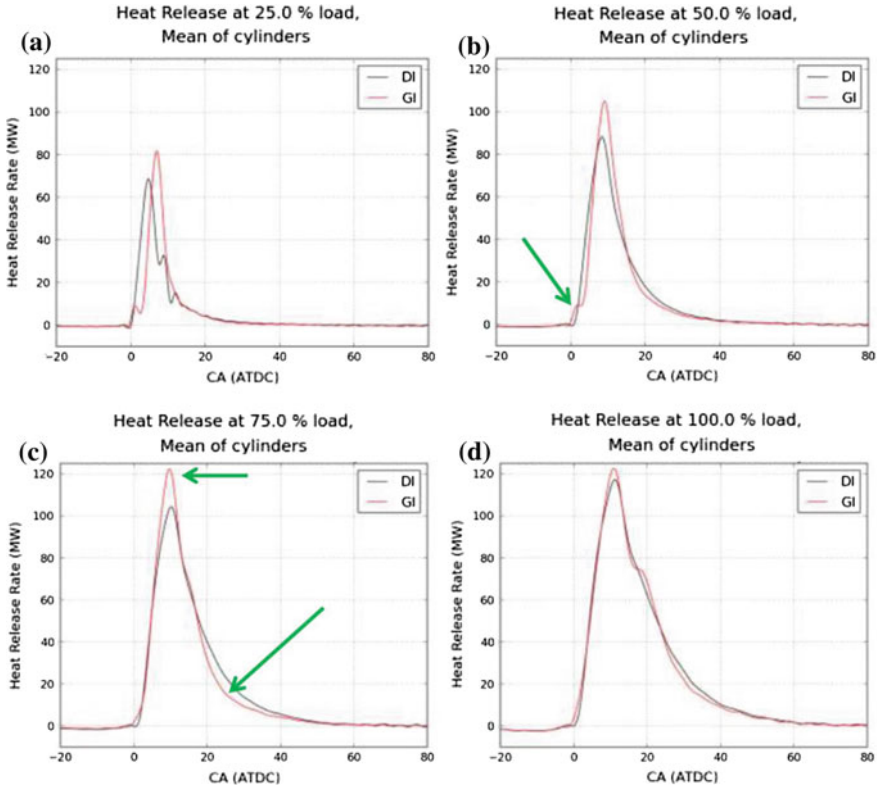 (a)
Heat Release at 25.0 % load,
Mean of cylinders
DI
GI
Heat Release Rate (MW)
120
100
80
60
40
20
0
−20
0
20
40
60
80
CA (ATDC)
(b)
Heat Release at 50.0 % load,
Mean of cylinders
DI
GI
Heat Release Rate (MW)
120
100
80
60
40
20
0
−20
0
20
40
60
80
CA (ATDC)
(c)
Heat Release at 75.0 % load,
Mean of cylinders
DI
GI
Heat Release Rate (MW)
120
100
80
60
40
20
0
−20
0
20
40
60
80
CA (ATDC)
(d)
Heat Release at 100.0 % load,
Mean of cylinders
DI
GI
Heat Release Rate (MW)
120
100
80
60
40
20
0
−20
0
20
40
60
80
CA (ATDC)